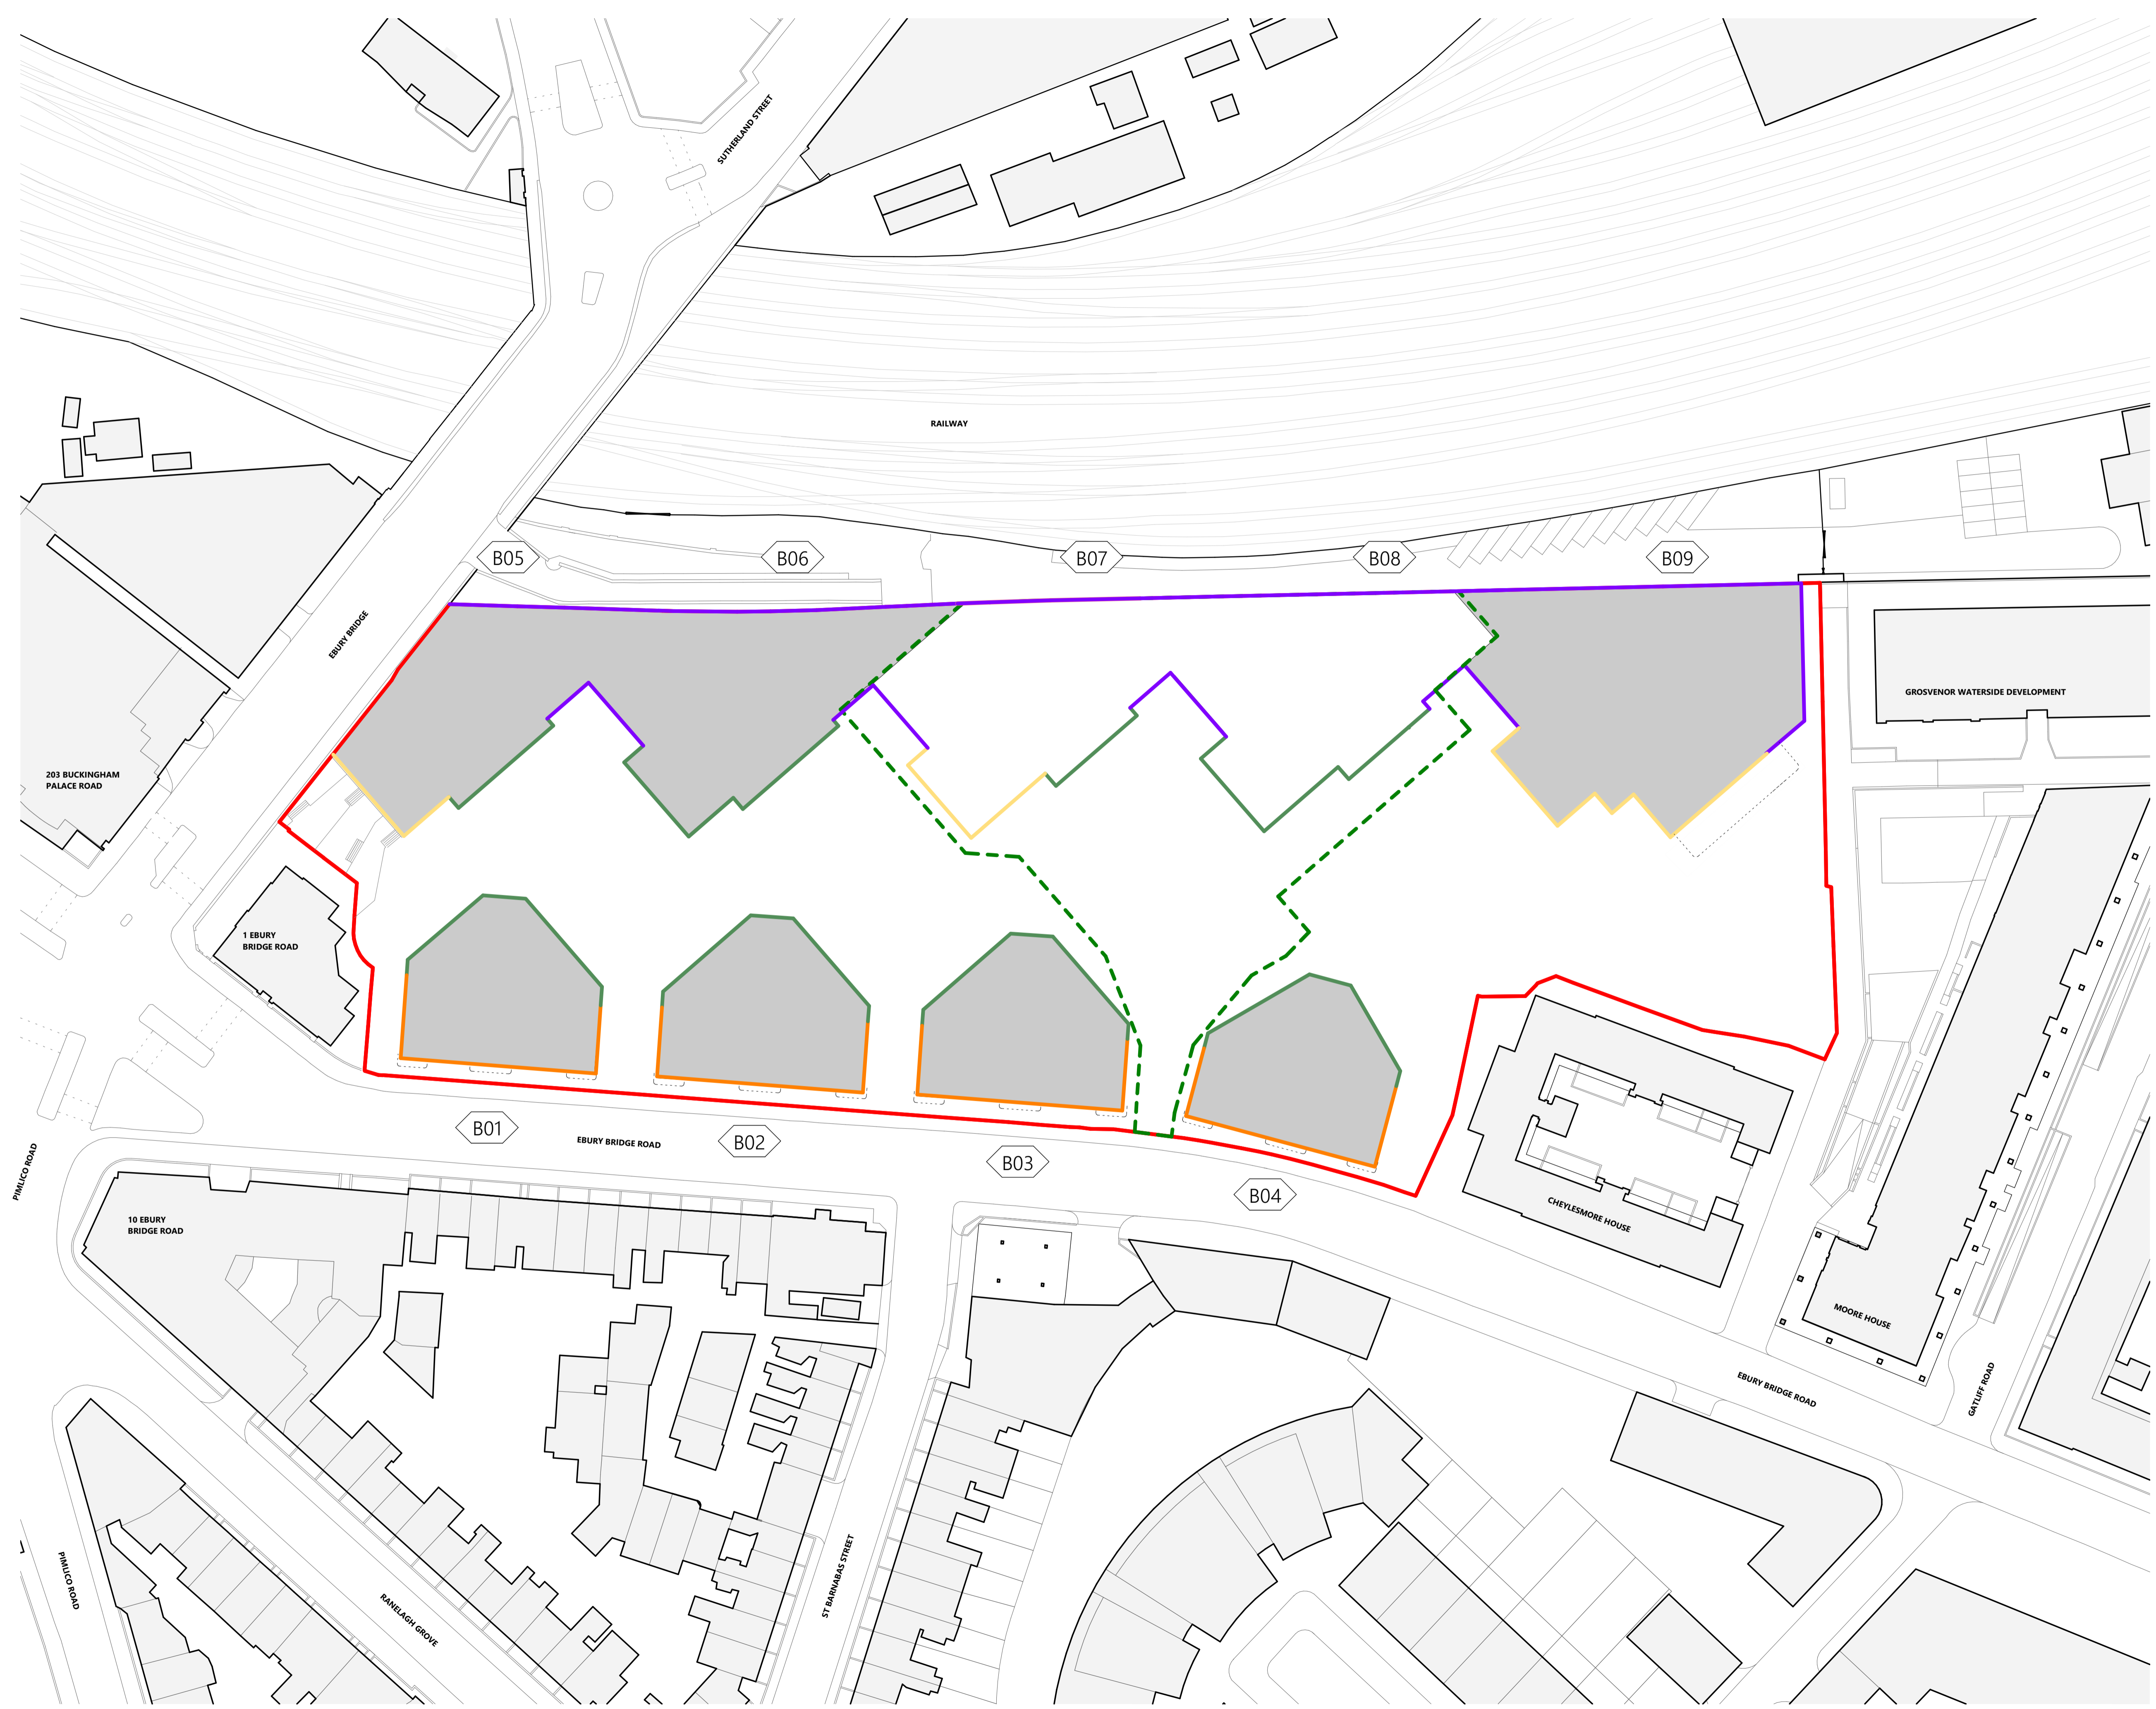 SUTHERLAND STREET
RAILWAY
B05
B06
B07
B08
B09
EBURY BRIDGE
GROSVENOR WATERSIDE DEVELOPMENT
203 BUCKINGHAM
PALACE ROAD
1 EBURY
BRIDGE ROAD
B01
B02
B03
B04
EBURY BRIDGE ROAD
PIMLICO ROAD
10 EBURY
BRIDGE ROAD
CHEYLESMORE HOUSE
MOORE HOUSE
EBURY BRIDGE ROAD
GATLIFF ROAD
PIMLICO ROAD
RANELAGH GROVE
ST BARNABAS STREET